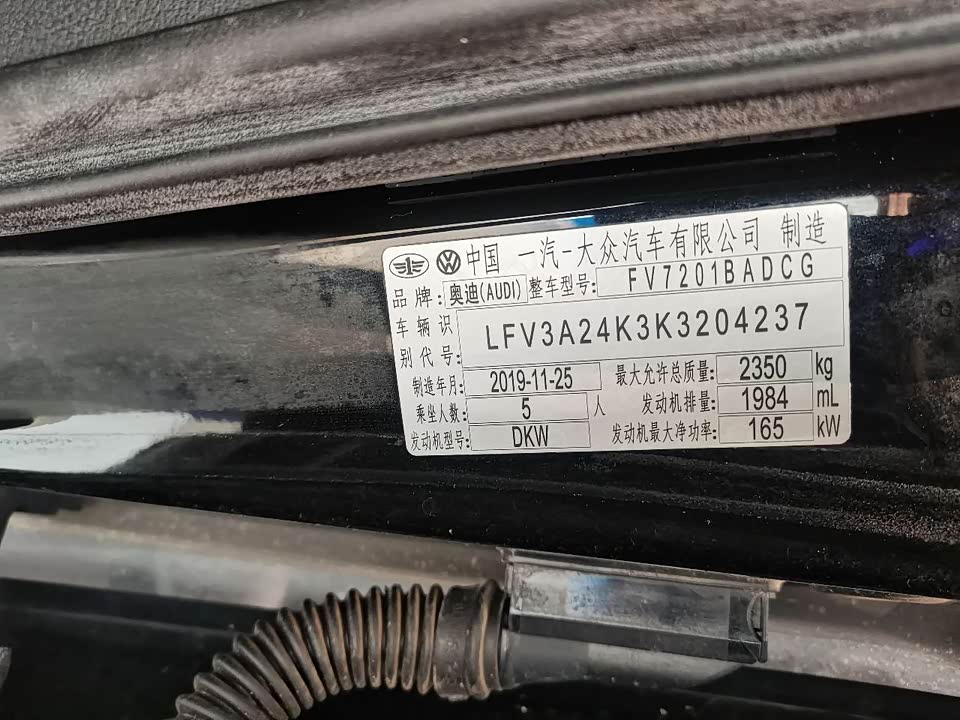 中国 一汽-大众汽车有限公司 制造
品牌: 奥迪(AUDI) 整车型号: FV7201BADCG
车辆识别代号: LFV3A24K3K3204237
制造年月: 2019-11-25 最大允许总质量: 2350 kg
乘坐人数: 5 人 发动机排量: 1984 mL
发动机型号: DKW 发动机最大净功率: 165 kW